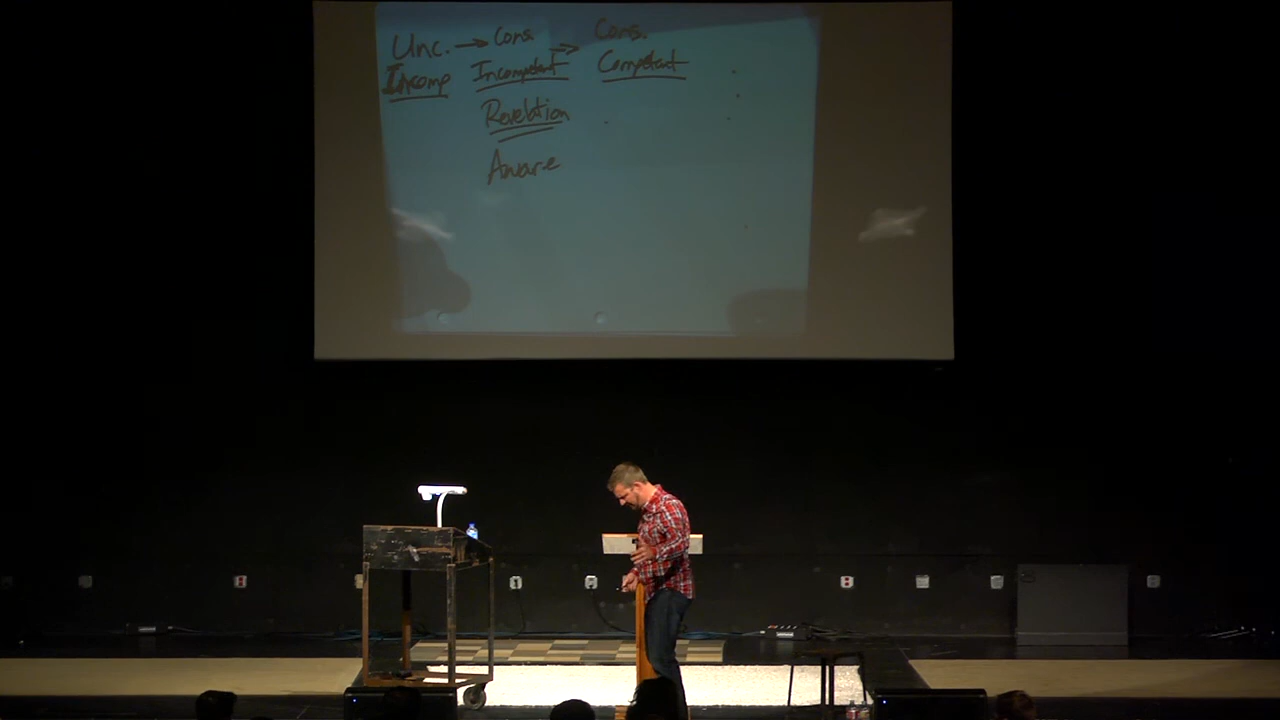 Unc. → Cons. → Cons.
Incomp Incompetent Competent
Revelation
Aware